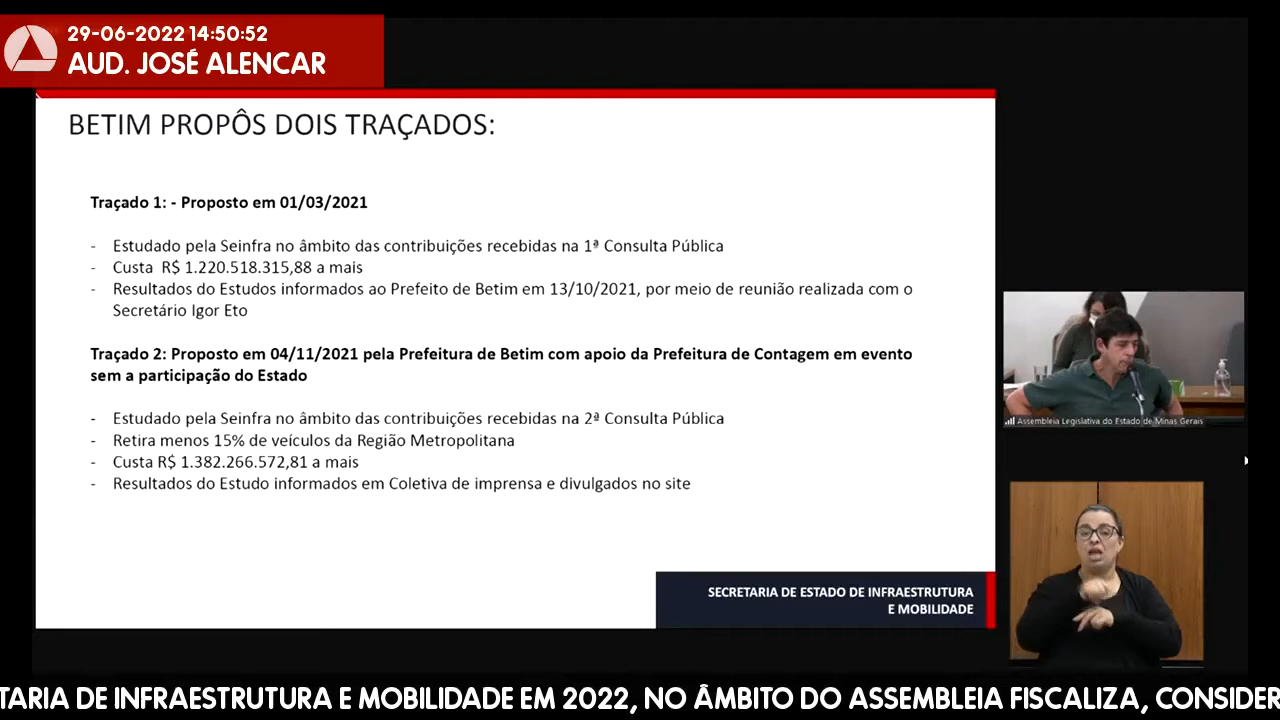 29-06-2022 14:50:52
AUD. JOSÉ ALENCAR
BETIM PROPÔS DOIS TRAÇADOS:
Traçado 1: - Proposto em 01/03/2021
- Estudado pela Seinfra no âmbito das contribuições recebidas na 1ª Consulta Pública
- Custa R$ 1.220.518.315,88 a mais
- Resultados do Estudos informados ao Prefeito de Betim em 13/10/2021, por meio de reunião realizada com o
Secretário Igor Eto
Traçado 2: Proposto em 04/11/2021 pela Prefeitura de Betim com apoio da Prefeitura de Contagem em evento
sem a participação do Estado
- Estudado pela Seinfra no âmbito das contribuições recebidas na 2ª Consulta Pública
- Retira menos 15% de veículos da Região Metropolitana
- Custa R$ 1.382.266.572,81 a mais
- Resultados do Estudo informados em Coletiva de imprensa e divulgados no site
SECRETARIA DE ESTADO DE INFRAESTRUTURA
E MOBILIDADE
Assembleia Legislativa do Estado de Minas Gerais
TARIA DE INFRAESTRUTURA E MOBILIDADE EM 2022, NO ÂMBITO DO ASSEMBLEIA FISCALIZA, CONSIDER